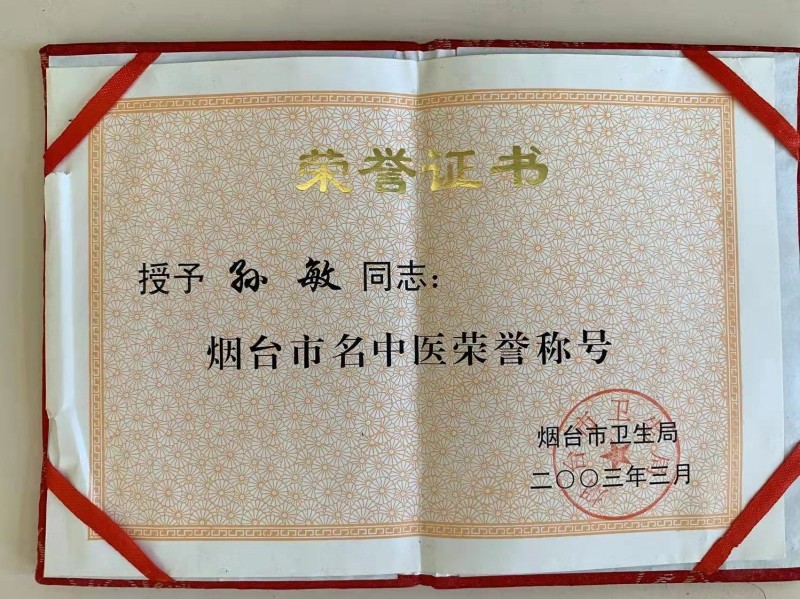 荣誉证书
授予 孙 敏 同志：
烟台市名中医荣誉称号
烟台市卫生局
二〇〇三年三月